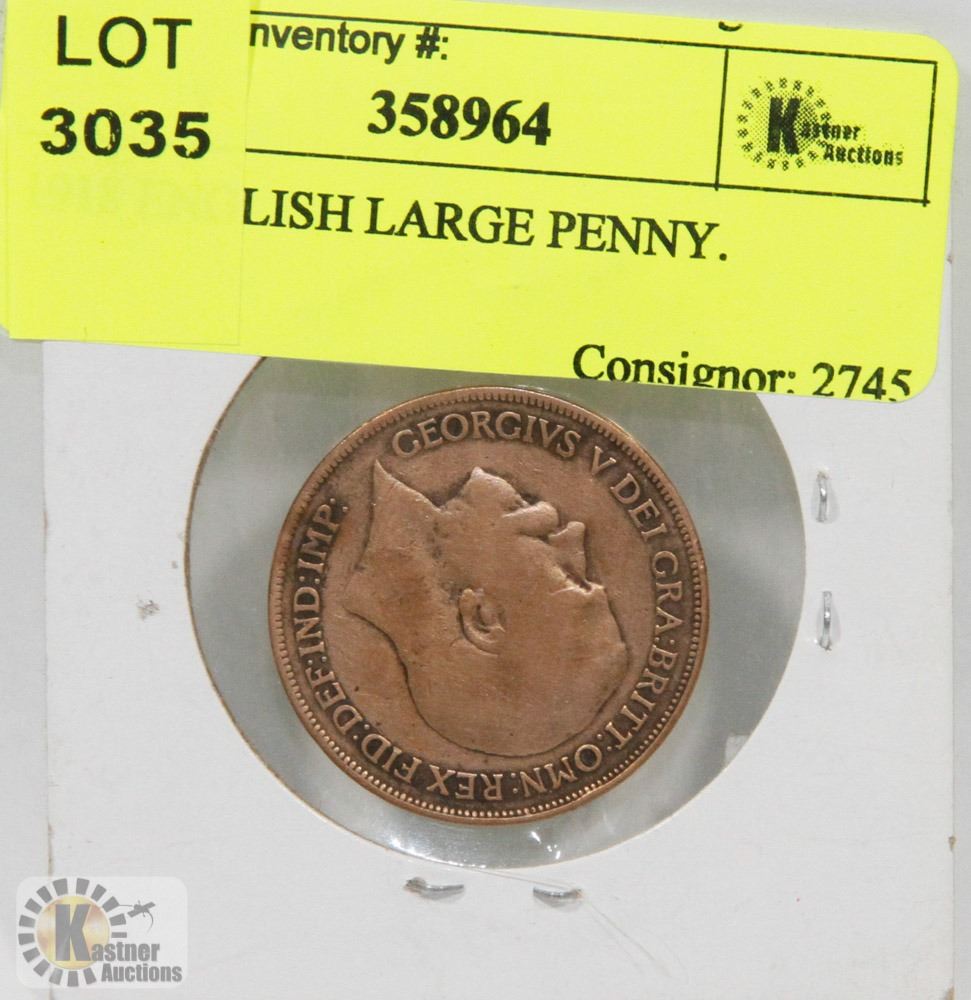 LOT
3035
nventory #:
358964
Kastner
Auctions
LISH LARGE PENNY.
Consignor: 2745
GEORGIVS V DEI GRA:BRITT:OMN:REX FID:DEF:IND:IMP:
Kastner
Auctions